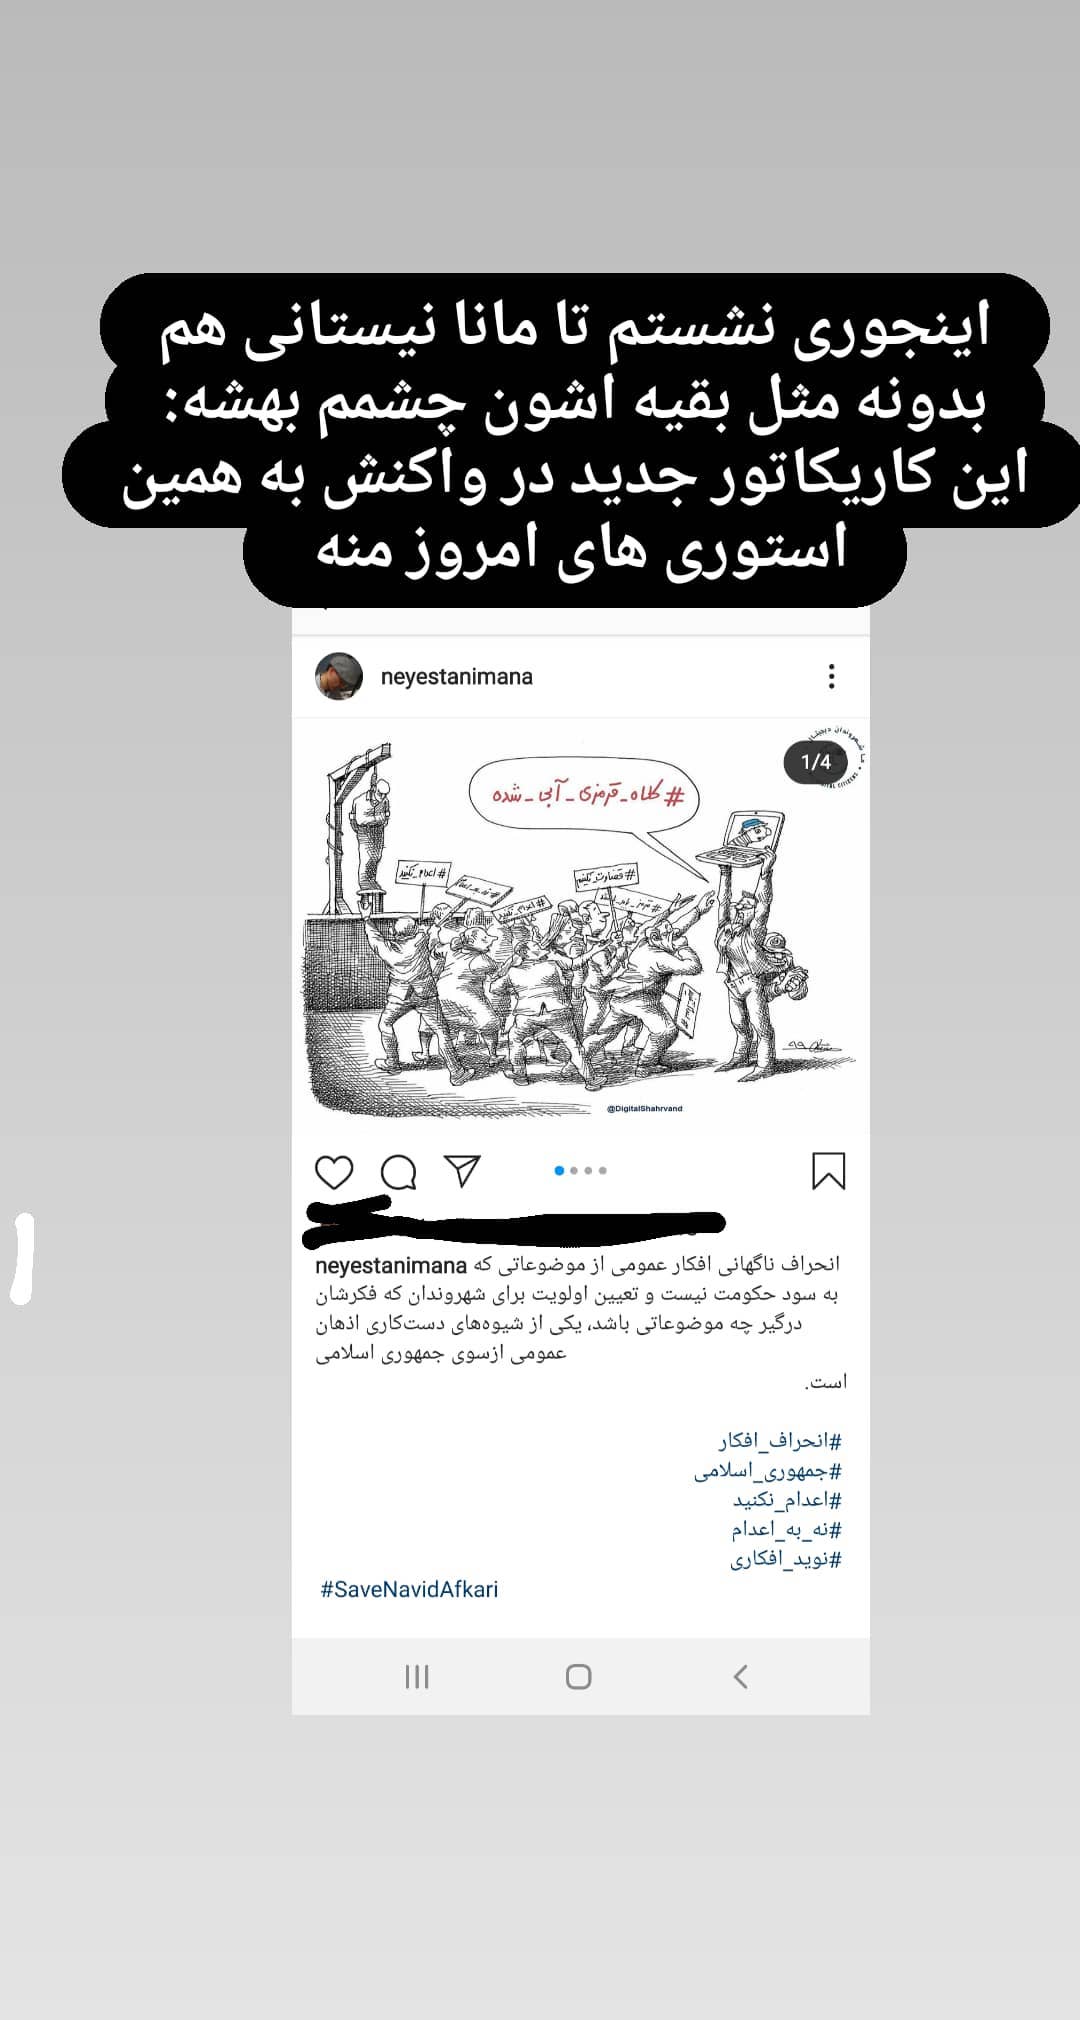 اینجوری نشستم تا مانا نیستانی هم
بدونه مثل بقیه اشون چشمم بهشه:
این کاریکاتور جدید در واکنش به همین
استوری های امروز منه
neyestanimana
1/4
#کلاه_قرمزی_آبی_شده
#اعدام_نکنید
#قضاوت_نکنیم
@DigitalShahrvand
neyestanimana انحراف ناگهانی افکار عمومی از موضوعاتی که
به سود حکومت نیست و تعیین اولویت برای شهروندان که فکرشان
درگیر چه موضوعاتی باشد، یکی از شیوه‌های دست‌کاری اذهان
عمومی ازسوی جمهوری اسلامی
است.
#انحراف_افکار
#جمهوری_اسلامی
#اعدام_نکنید
#نه_به_اعدام
#نوید_افکاری
#SaveNavidAfkari